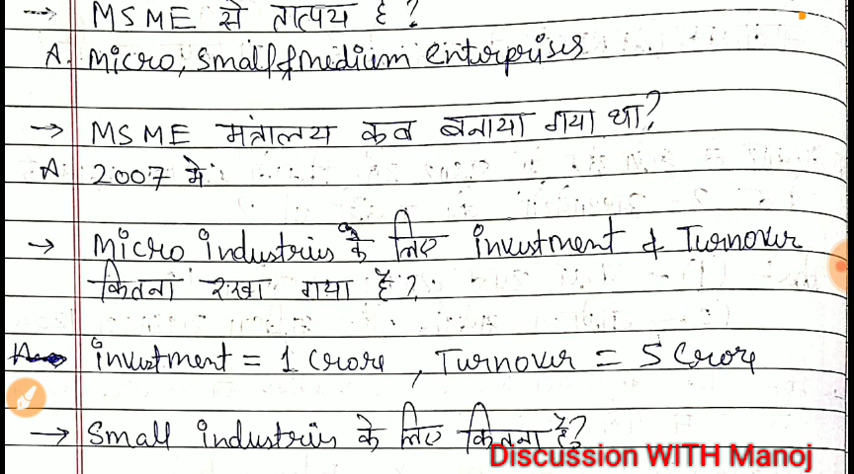 → MSME से तात्पर्य है?
A. Micro, Small & Medium Enterprises
→ MSME मंत्रालय कब बनाया गया था?
A. 2007 में
→ Micro industries के लिए investment & Turnover
कितना रखा गया है?
investment = 1 Crore, Turnover = 5 Crore
→ Small industries के लिए कितना है?
Discussion WITH Manoj